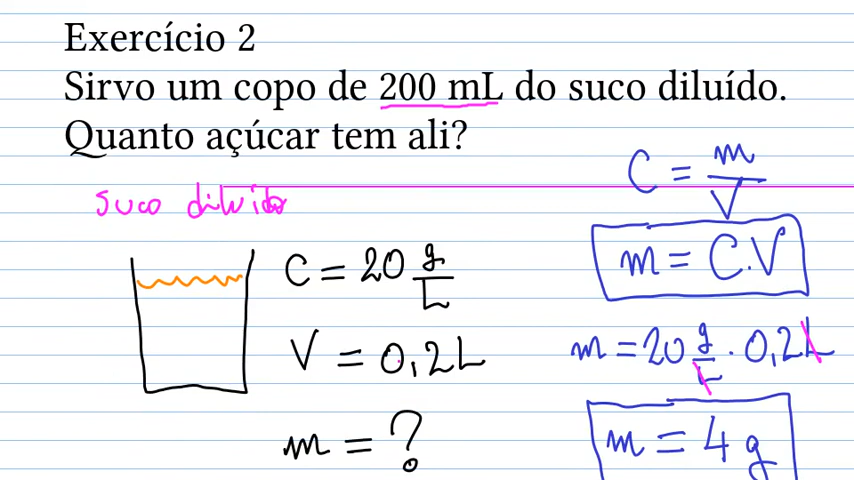 Exercício 2
Sirvo um copo de 200 mL do suco diluído.
Quanto açúcar tem ali?
suco diluído
C = 20 g/L
V = 0,2L
m = ?
C = m/V
m = C.V
m = 20 g/L . 0,2L
m = 4 g